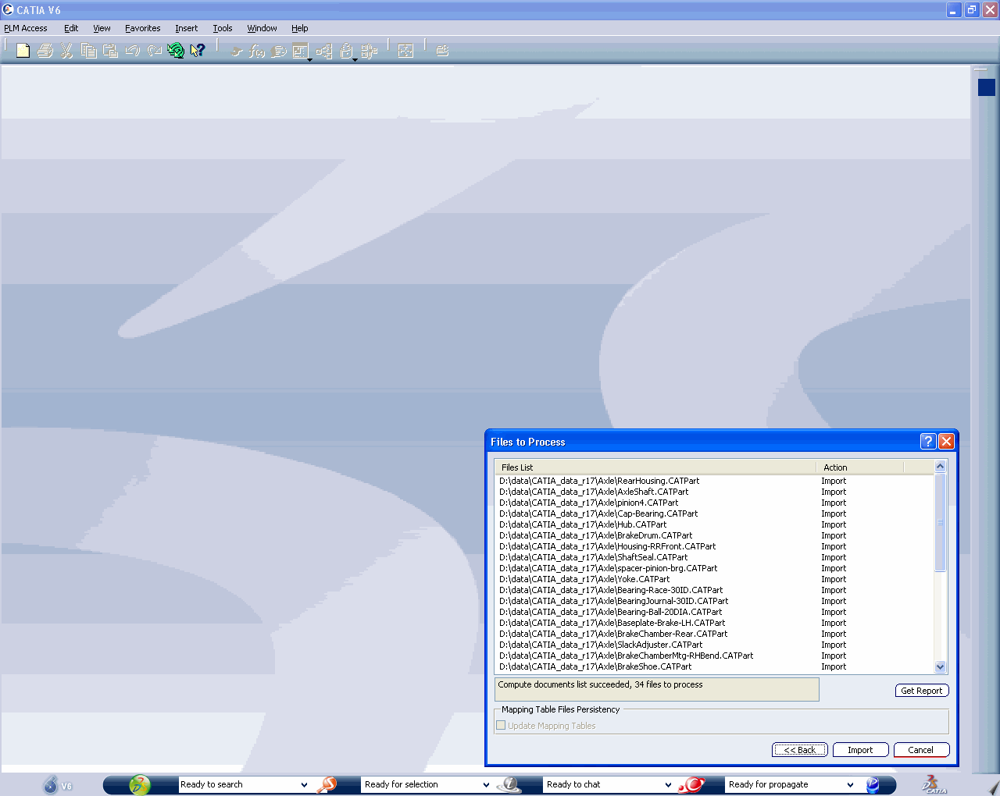 CATIA V6
PLM Access Edit View Favorites Insert Tools Window Help
Files to Process
Files List Action
D:\data\CATIA_data_r17\Axle\RearHousing.CATPart Import
D:\data\CATIA_data_r17\Axle\AxleShaft.CATPart Import
D:\data\CATIA_data_r17\Axle\pinion4.CATPart Import
D:\data\CATIA_data_r17\Axle\Cap-Bearing.CATPart Import
D:\data\CATIA_data_r17\Axle\Hub.CATPart Import
D:\data\CATIA_data_r17\Axle\BrakeDrum.CATPart Import
D:\data\CATIA_data_r17\Axle\Housing-RRFront.CATPart Import
D:\data\CATIA_data_r17\Axle\ShaftSeal.CATPart Import
D:\data\CATIA_data_r17\Axle\spacer-pinion-brg.CATPart Import
D:\data\CATIA_data_r17\Axle\Yoke.CATPart Import
D:\data\CATIA_data_r17\Axle\Bearing-Race-30ID.CATPart Import
D:\data\CATIA_data_r17\Axle\BearingJournal-30ID.CATPart Import
D:\data\CATIA_data_r17\Axle\Bearing-Ball-20DIA.CATPart Import
D:\data\CATIA_data_r17\Axle\Baseplate-Brake-LH.CATPart Import
D:\data\CATIA_data_r17\Axle\BrakeChamber-Rear.CATPart Import
D:\data\CATIA_data_r17\Axle\SlackAdjuster.CATPart Import
D:\data\CATIA_data_r17\Axle\BrakeChamberMtg-RHBend.CATPart Import
D:\data\CATIA_data_r17\Axle\BrakeShoe.CATPart Import
Compute documents list succeeded, 34 files to process
Get Report
Mapping Table Files Persistency
Update Mapping Tables
<< Back Import Cancel
V6 Ready to search Ready for selection Ready to chat Ready for propagate CATIA